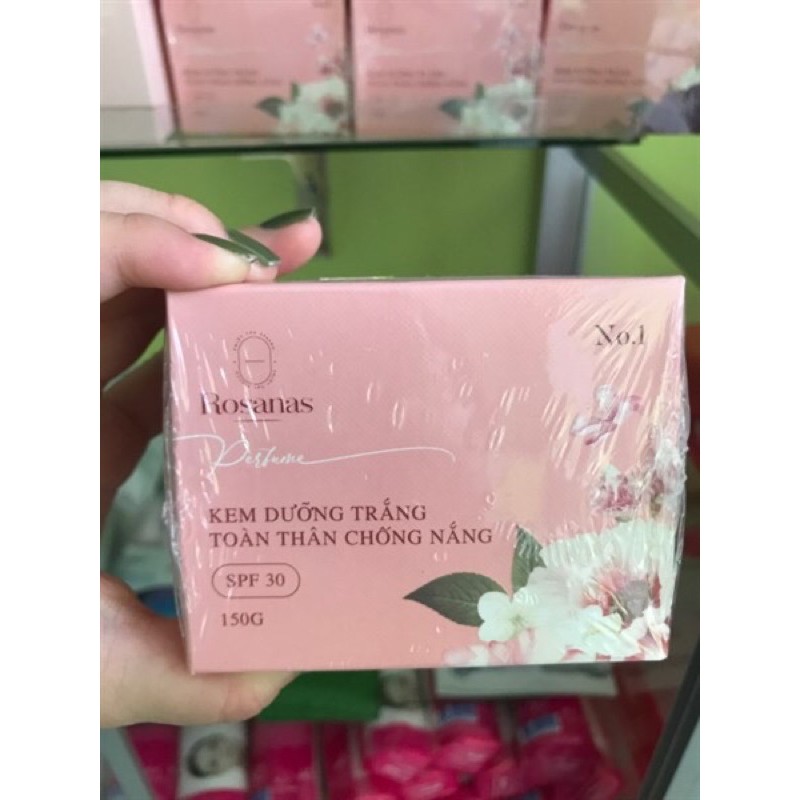 No.1
Rosanas
Perfume
KEM DƯỠNG TRẮNG
TOÀN THÂN CHỐNG NẮNG
SPF 30
150G